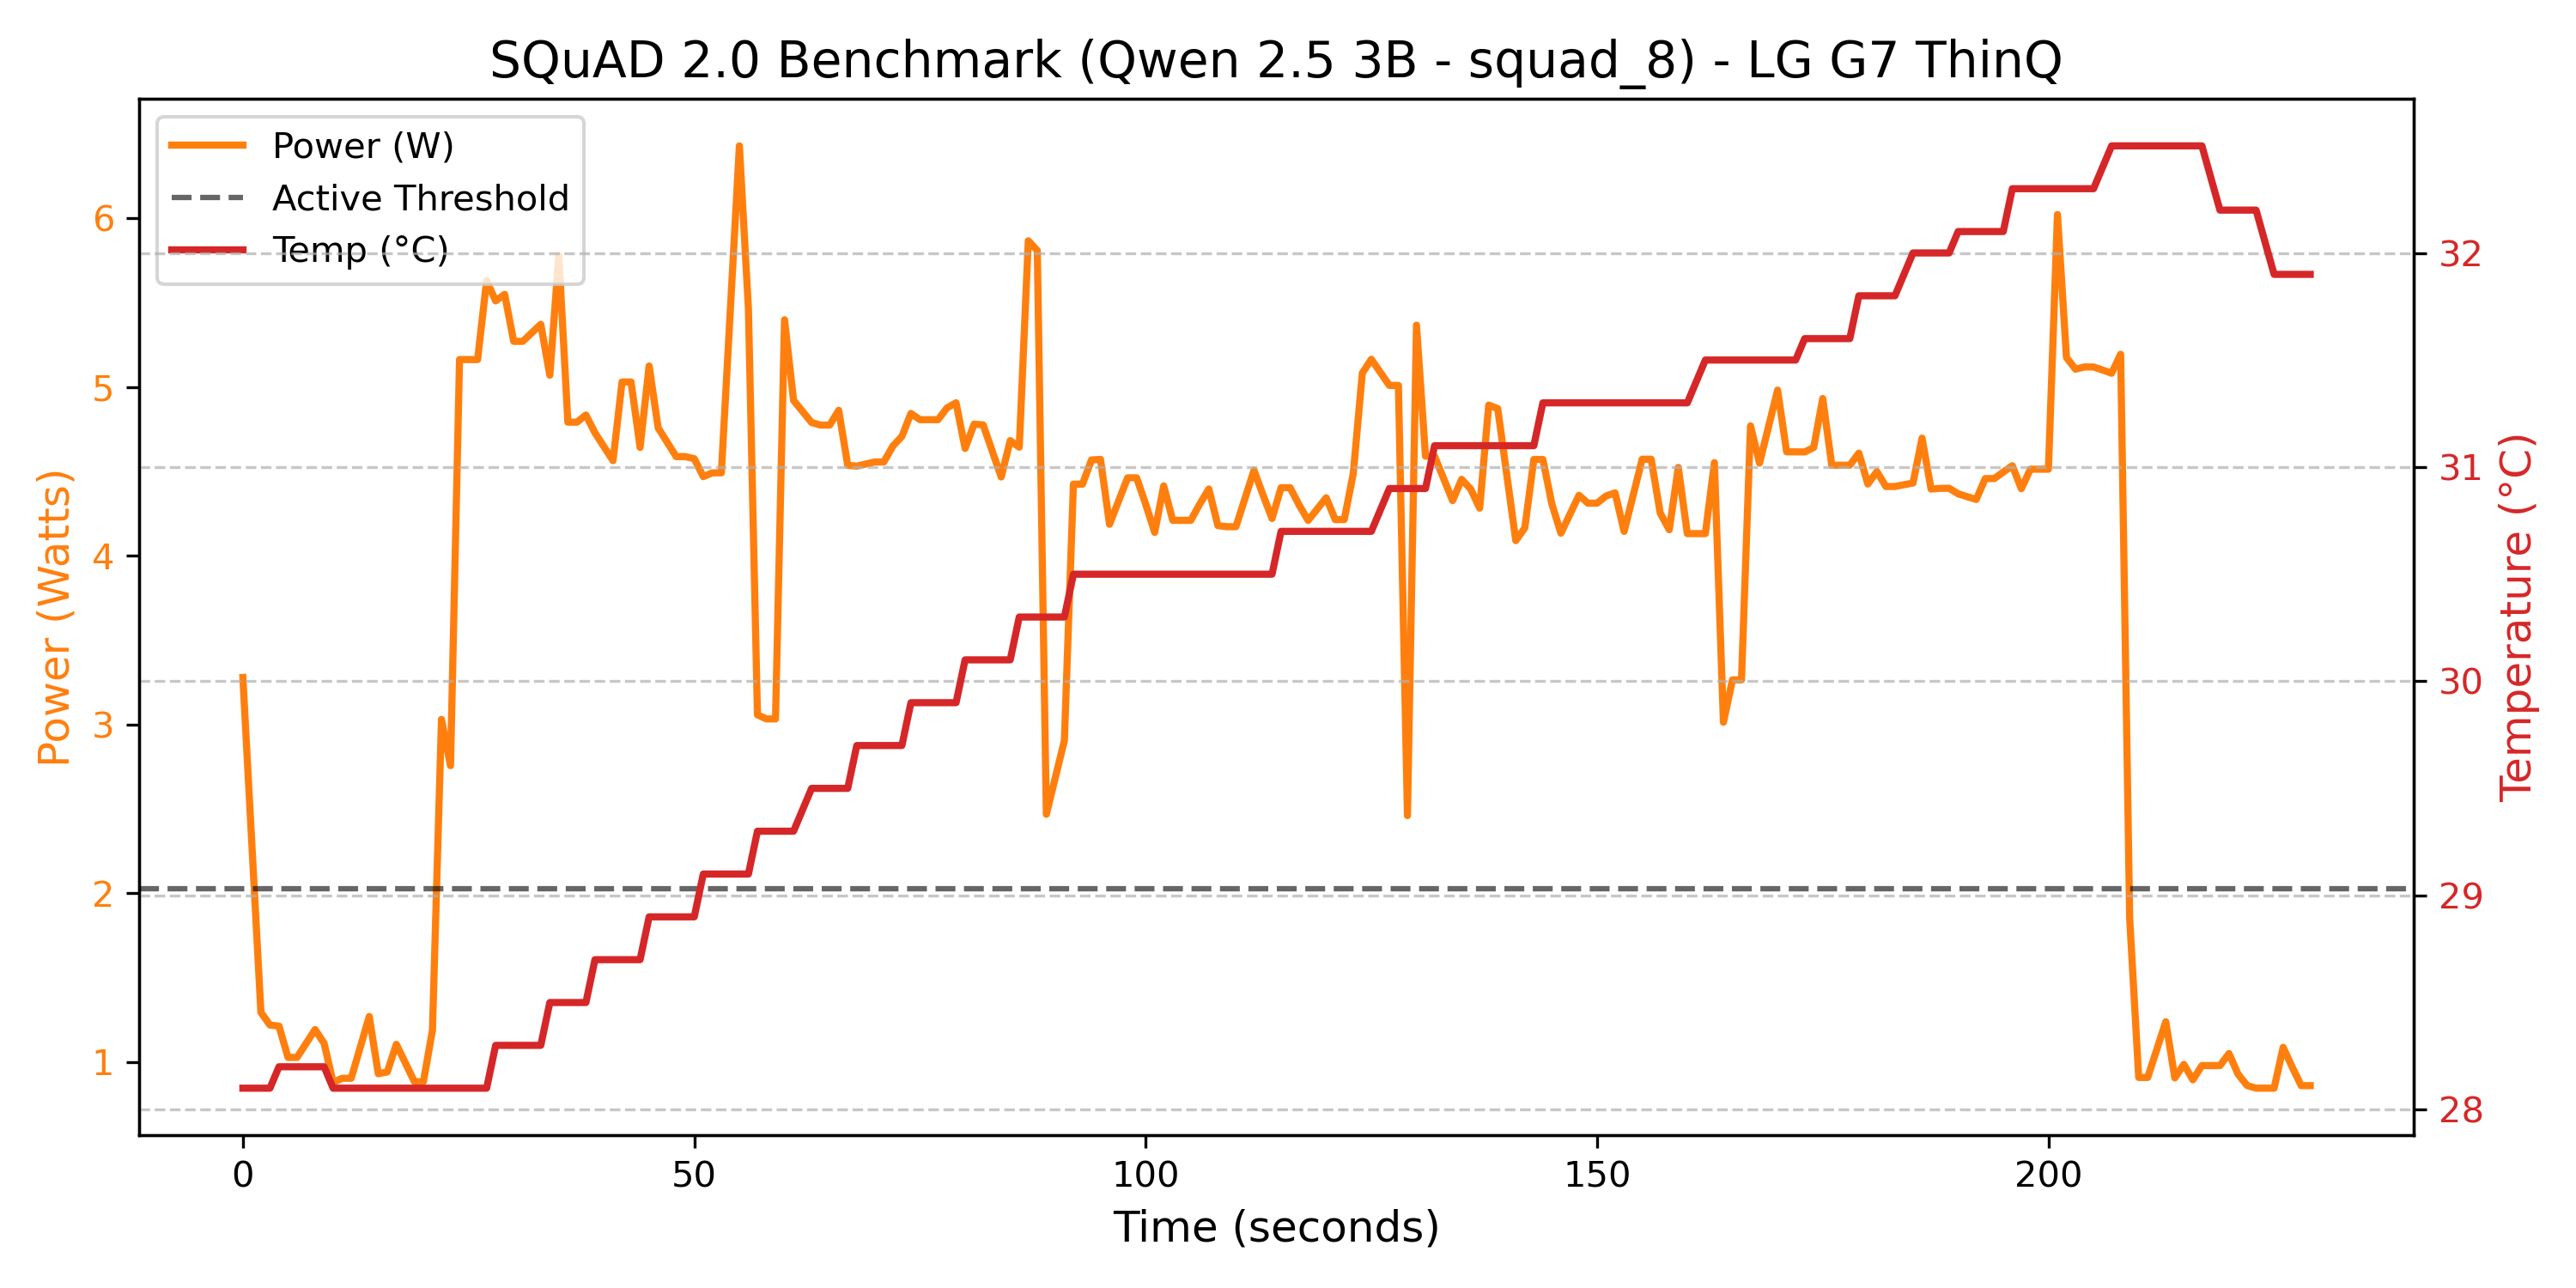 SQuAD 2.0 Benchmark (Qwen 2.5 3B - squad_8) - LG G7 ThinQ
Power (W)
Active Threshold
Temp (°C)
Power (Watts)
6
5
4
3
2
1
32
31
30
29
28
Temperature (°C)
0 50 100 150 200
Time (seconds)